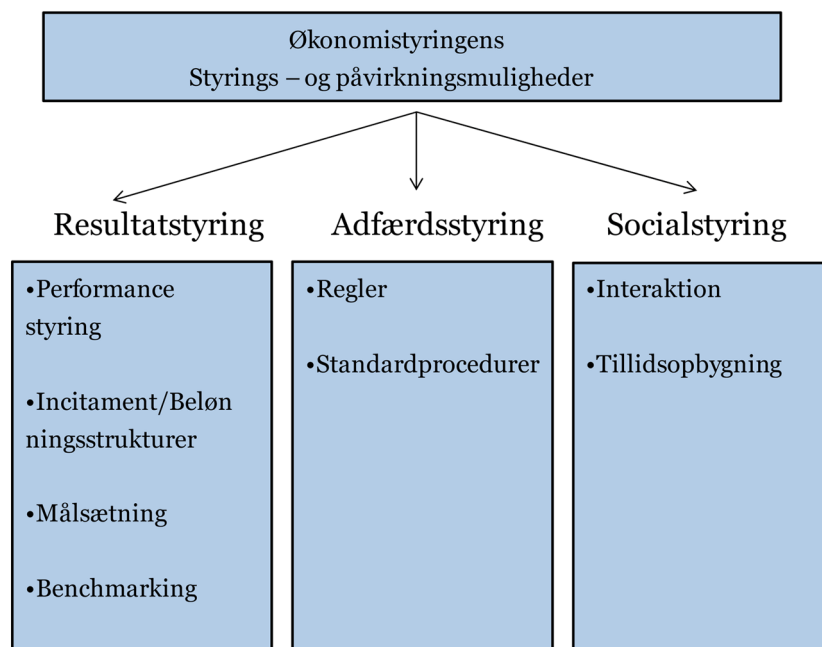 Økonomistyringens
Styrings – og påvirkningsmuligheder
Resultatstyring
•Performance
styring
•Incitament/Beløn
ningsstrukturer
•Målsætning
•Benchmarking
Adfærdsstyring
•Regler
•Standardprocedurer
Socialstyring
•Interaktion
•Tillidsopbygning